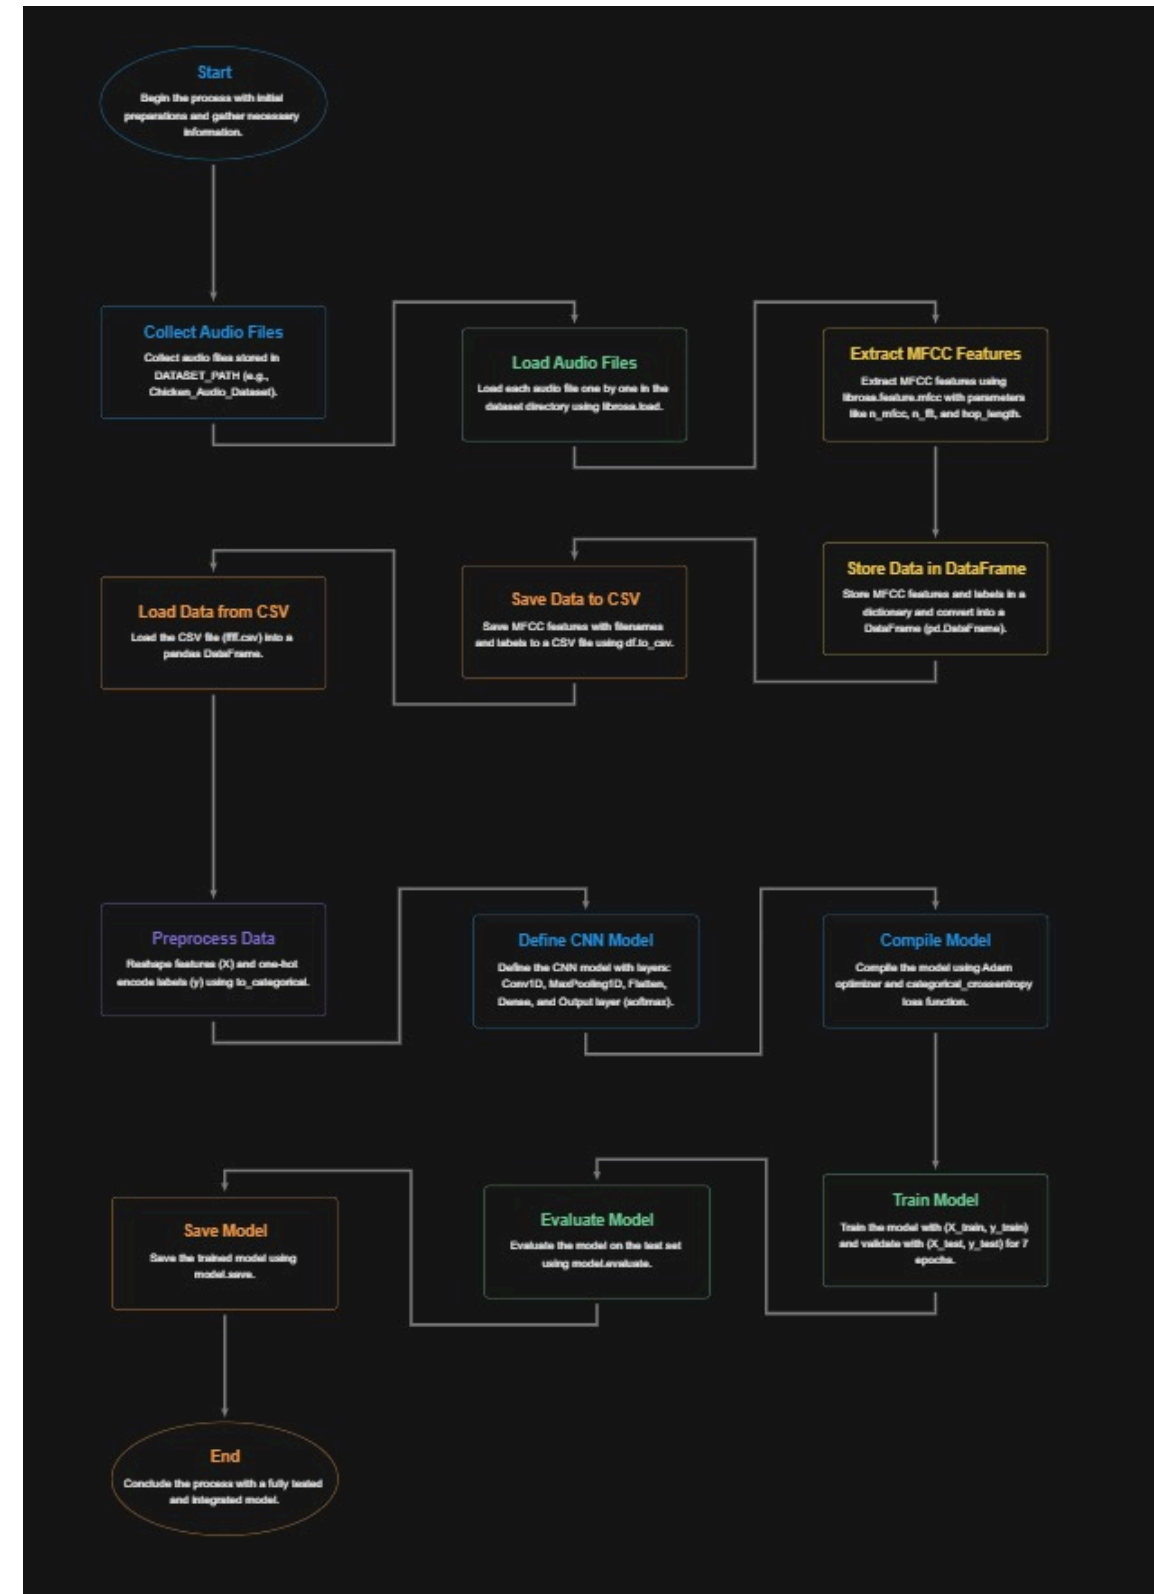 Start
Begin the process with initial
preparations and gather necessary
information.
Collect Audio Files
Collect audio files stored in
DATASET_PATH (e.g.,
Chicken_Audio_Dataset).
Load Audio Files
Load each audio file one by one in the
dataset directory using librosa.load.
Extract MFCC Features
Extract MFCC features using
librosa.feature.mfcc with parameters
like n_mfcc, n_fft, and hop_length.
Store Data in DataFrame
Store MFCC features and labels in a
dictionary and convert into a
DataFrame (pd.DataFrame).
Save Data to CSV
Save MFCC features with filenames
and labels to a CSV file using df.to_csv.
Load Data from CSV
Load the CSV file into a
pandas DataFrame.
Preprocess Data
Reshape features (X) and one-hot
encode labels (y) using to_categorical.
Define CNN Model
Define the CNN model with layers:
Conv1D, MaxPooling1D, Flatten,
Dense, and Output layer (softmax).
Compile Model
Compile the model using Adam
optimizer and categorical_crossentropy
loss function.
Train Model
Train the model with (X_train, y_train)
and validate with (X_test, y_test) for 7
epochs.
Evaluate Model
Evaluate the model on the test set
using model.evaluate.
Save Model
Save the trained model using
model.save.
End
Conclude the process with a fully tested
and integrated model.